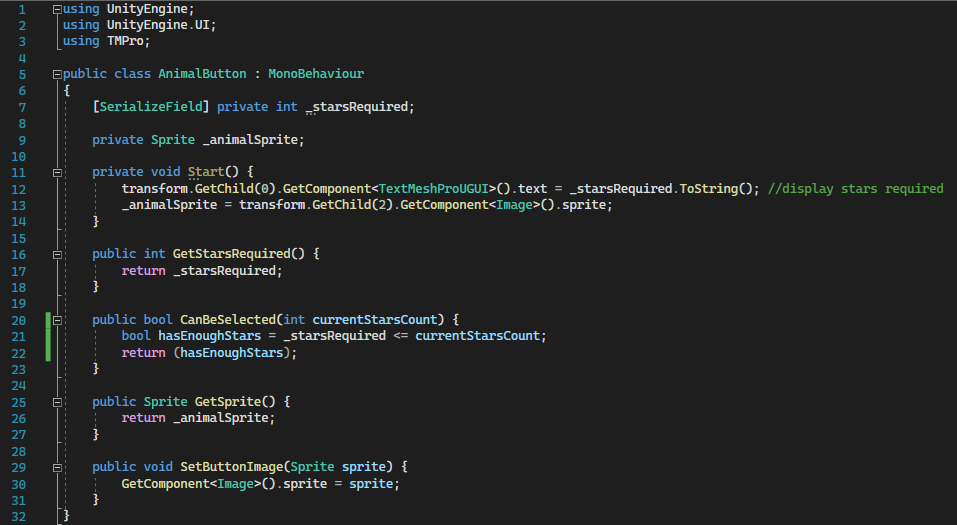 1 using UnityEngine;
2 using UnityEngine.UI;
3 using TMPro;
4
5 public class AnimalButton : MonoBehaviour
6 {
7     [SerializeField] private int _starsRequired;
8
9     private Sprite _animalSprite;
10
11     private void Start() {
12         transform.GetChild(0).GetComponent<TextMeshProUGUI>().text = _starsRequired.ToString(); //display stars required
13         _animalSprite = transform.GetChild(2).GetComponent<Image>().sprite;
14     }
15
16     public int GetStarsRequired() {
17         return _starsRequired;
18     }
19
20     public bool CanBeSelected(int currentStarsCount) {
21         bool hasEnoughStars = _starsRequired <= currentStarsCount;
22         return (hasEnoughStars);
23     }
24
25     public Sprite GetSprite() {
26         return _animalSprite;
27     }
28
29     public void SetButtonImage(Sprite sprite) {
30         GetComponent<Image>().sprite = sprite;
31     }
32 }